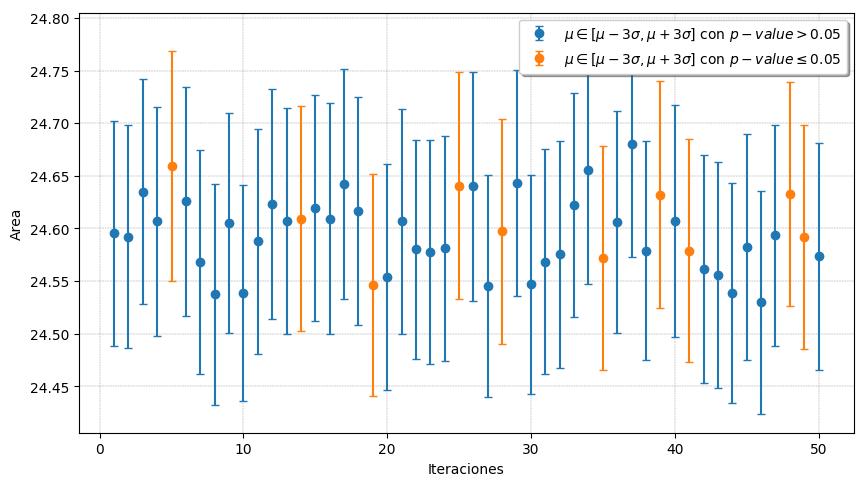 24.80
24.75
24.70
24.65
24.60
24.55
24.50
24.45
Area
μ ∈ [μ − 3σ, μ + 3σ] con p − value > 0.05
μ ∈ [μ − 3σ, μ + 3σ] con p − value ≤ 0.05
0 10 20 30 40 50
Iteraciones